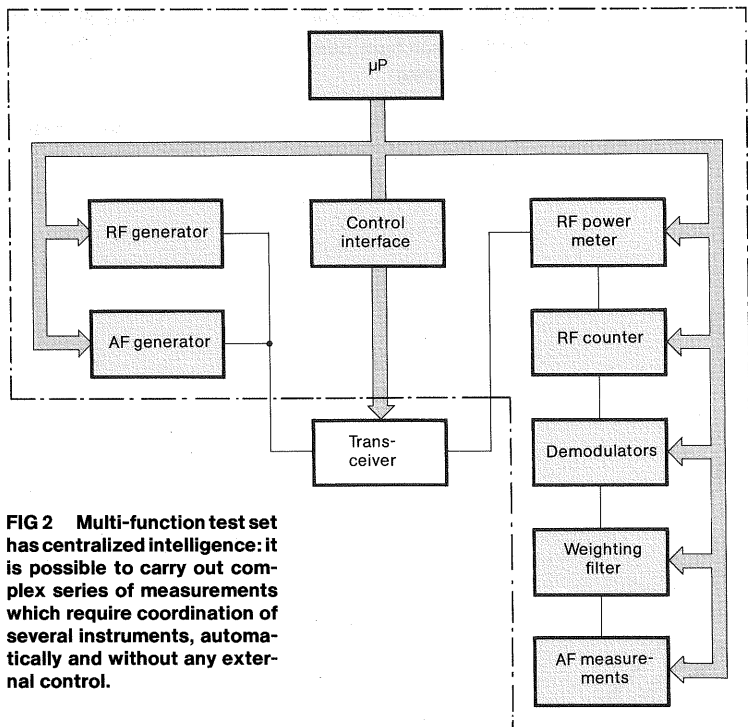 µP
RF generator
Control
interface
RF power
meter
AF generator
RF counter
Trans-
ceiver
Demodulators
FIG 2 Multi-function test set
has centralized intelligence: it
is possible to carry out com-
plex series of measurements
which require coordination of
several instruments, automa-
tically and without any exter-
nal control.
Weighting
filter
AF measure-
ments